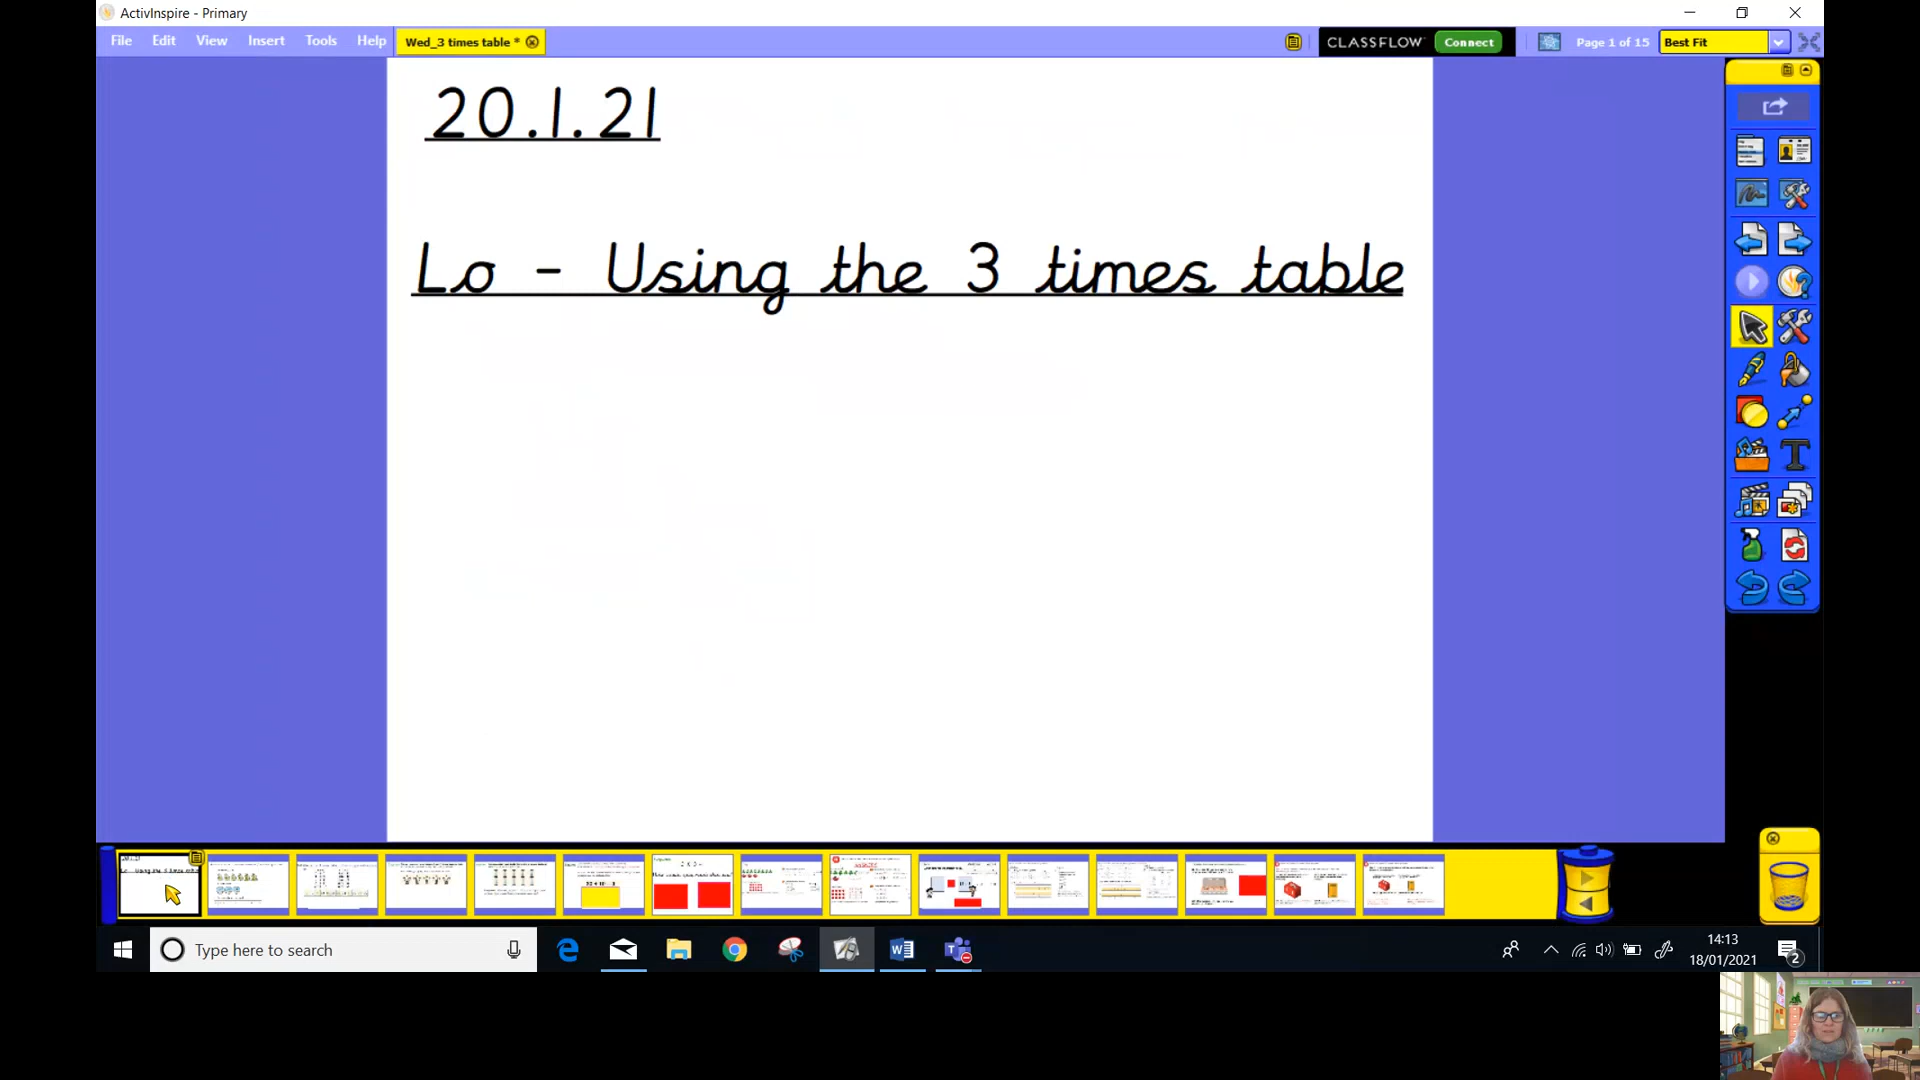 ActivInspire - Primary
File Edit View Insert Tools Help
Wed_3 times table *
CLASSFLOW Connect
Page 1 of 15
Best Fit
20.1.21
Lo - Using the 3 times table
Type here to search
14:13
18/01/2021
2